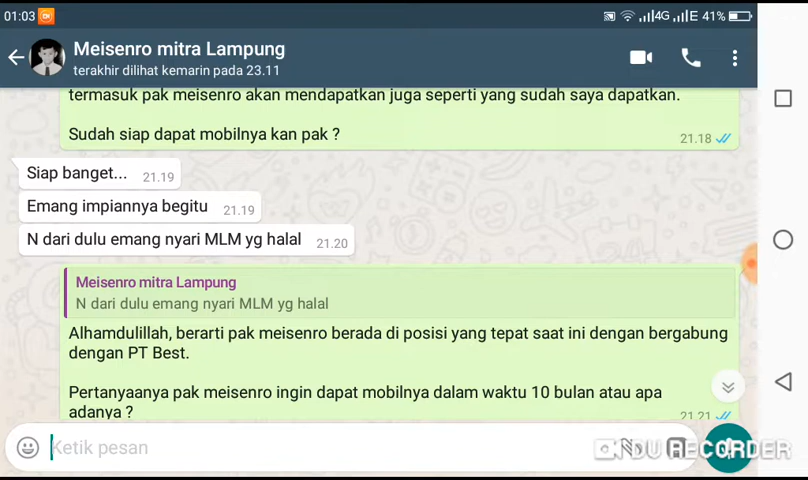 01:03
4G E 41%
Meisenro mitra Lampung
terakhir dilihat kemarin pada 23.11
termasuk pak meisenro akan mendapatkan juga seperti yang sudah saya dapatkan.
Sudah siap dapat mobilnya kan pak ?
21.18
Siap banget... 21.19
Emang impiannya begitu 21.19
N dari dulu emang nyari MLM yg halal 21.20
Meisenro mitra Lampung
N dari dulu emang nyari MLM yg halal
Alhamdulillah, berarti pak meisenro berada di posisi yang tepat saat ini dengan bergabung
dengan PT Best.
Pertanyaanya pak meisenro ingin dapat mobilnya dalam waktu 10 bulan atau apa
adanya ?
21.21
Ketik pesan
DU RECORDER